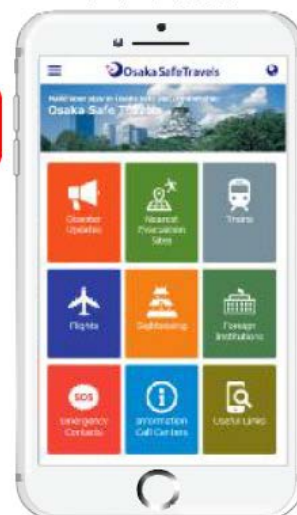 Osaka Safe Travels
Osaka Safe Travels
Disaster
Updates
Nearest
Evacuation
Sites
Trains
Flights
Sightseeing
Foreign
Institutions
SOS
Emergency
Contacts
Information
Call Centers
Useful Links